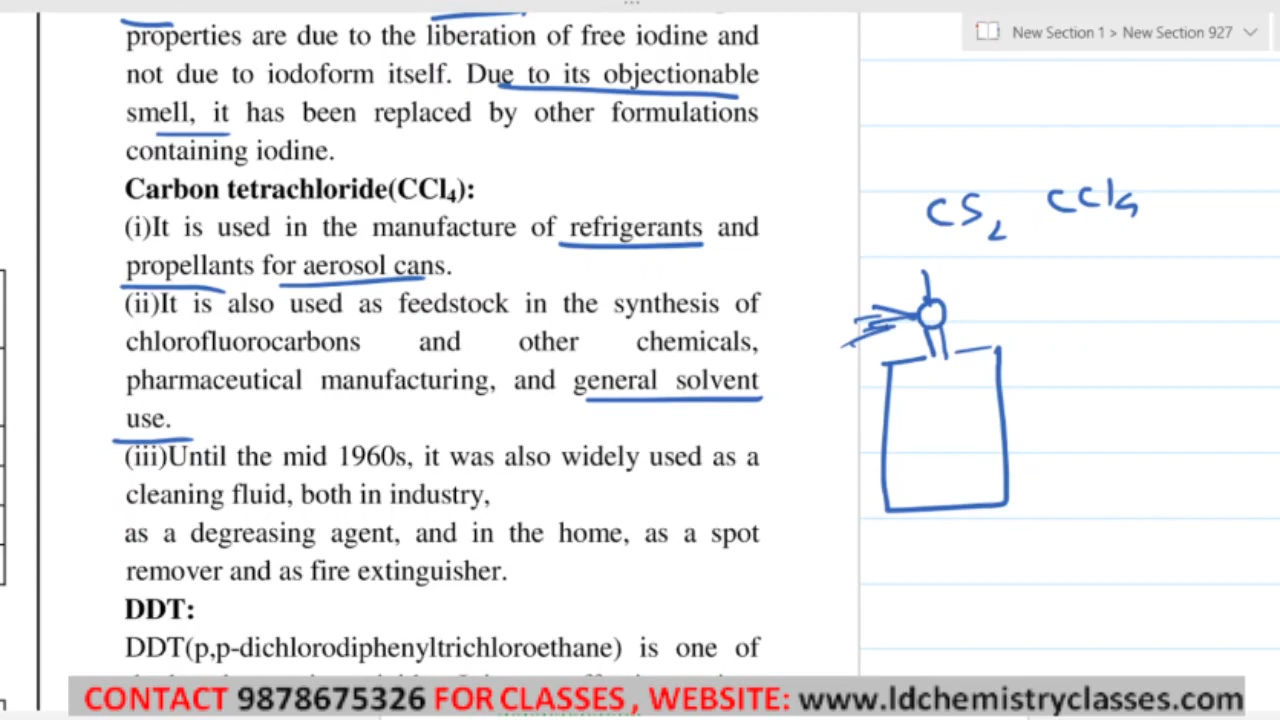 New Section 1 > New Section 927
properties are due to the liberation of free iodine and
not due to iodoform itself. Due to its objectionable
smell, it has been replaced by other formulations
containing iodine.
Carbon tetrachloride(CCl₄):
(i)It is used in the manufacture of refrigerants and
propellants for aerosol cans.
(ii)It is also used as feedstock in the synthesis of
chlorofluorocarbons and other chemicals,
pharmaceutical manufacturing, and general solvent
use.
(iii)Until the mid 1960s, it was also widely used as a
cleaning fluid, both in industry,
as a degreasing agent, and in the home, as a spot
remover and as fire extinguisher.
DDT:
DDT(p,p-dichlorodiphenyltrichloroethane) is one of
CS₂ CCl₄
CONTACT 9878675326 FOR CLASSES , WEBSITE: www.ldchemistryclasses.com